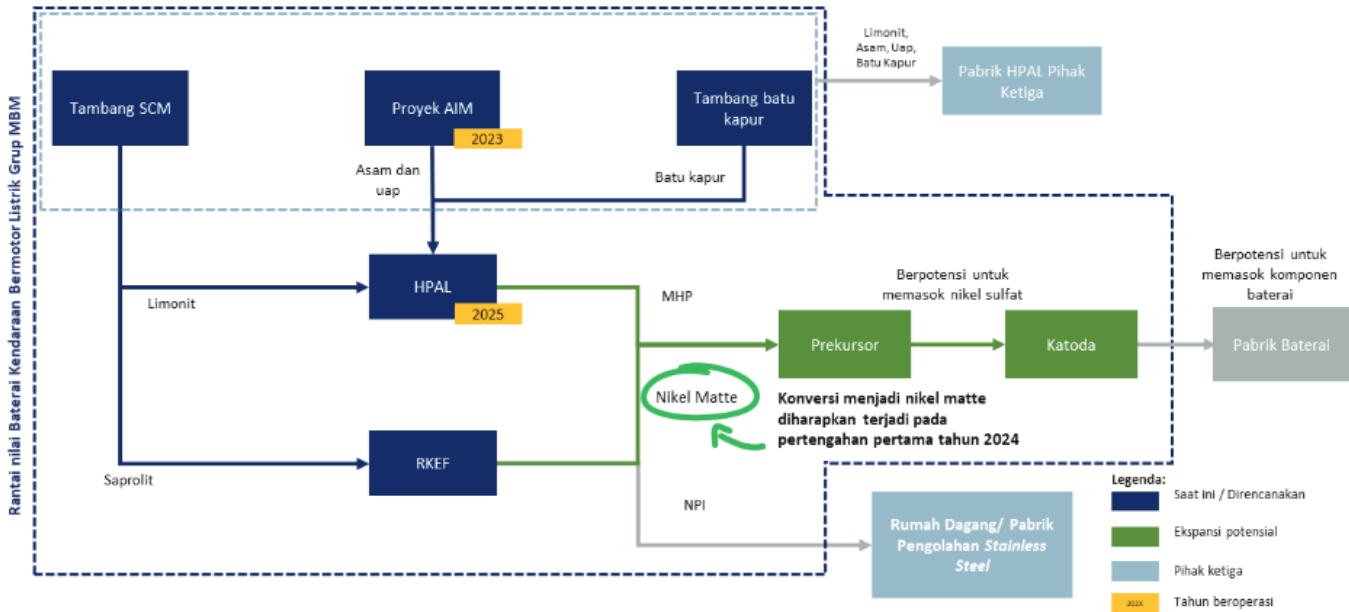 Rantai nilai Baterai Kendaraan Bermotor Listrik Grup MBM
Tambang SCM
Proyek AIM
2023
Tambang batu
kapur
Limonit,
Asam, Uap,
Batu Kapur
Pabrik HPAL Pihak
Ketiga
Asam dan
uap
Batu kapur
Limonit
HPAL
2025
MHP
Berpotensi untuk
memasok nikel sulfat
Berpotensi untuk
memasok komponen
baterai
Prekursor
Katoda
Pabrik Baterai
Nikel Matte
Konversi menjadi nikel matte
diharapkan terjadi pada
pertengahan pertama tahun 2024
Saprolit
RKEF
NPI
Rumah Dagang/ Pabrik
Pengolahan Stainless
Steel
Legenda:
Saat ini / Direncanakan
Ekspansi potensial
Pihak ketiga
202X
Tahun beroperasi